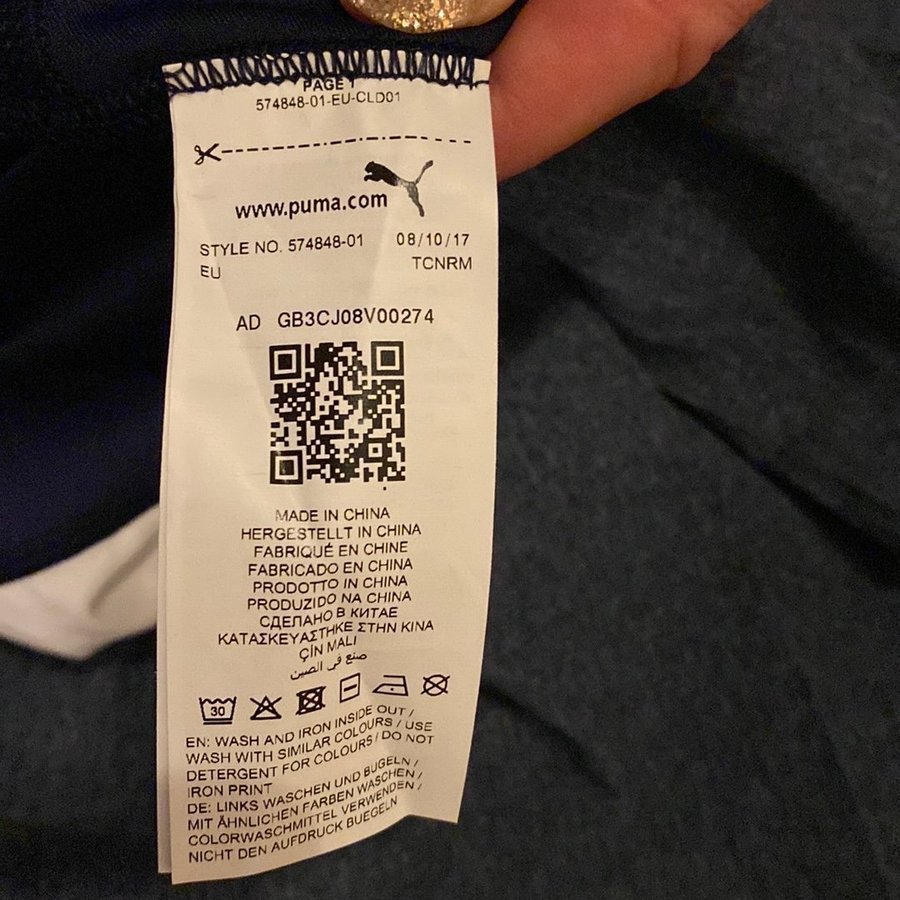 PAGE 1
574848-01-EU-CLD01
www.puma.com
STYLE NO. 574848-01 08/10/17
EU TCNRM
AD GB3CJ08V00274
MADE IN CHINA
HERGESTELLT IN CHINA
FABRIQUÉ EN CHINE
FABRICADO EN CHINA
PRODOTTO IN CHINA
PRODUZIDO NA CHINA
СДЕЛАНО В КИТАЕ
ΚΑΤΑΣΚΕΥΑΣΤΗΚΕ ΣΤΗΝ ΚΙΝΑ
ÇİN MALI
صنع في الصين
30
EN: WASH AND IRON INSIDE OUT /
WASH WITH SIMILAR COLOURS / USE
DETERGENT FOR COLOURS / DO NOT
IRON PRINT
DE: LINKS WASCHEN UND BUGELN /
MIT ÄHNLICHEN FARBEN WASCHEN /
COLORWASCHMITTEL VERWENDEN /
NICHT DEN AUFDRUCK BUEGELN